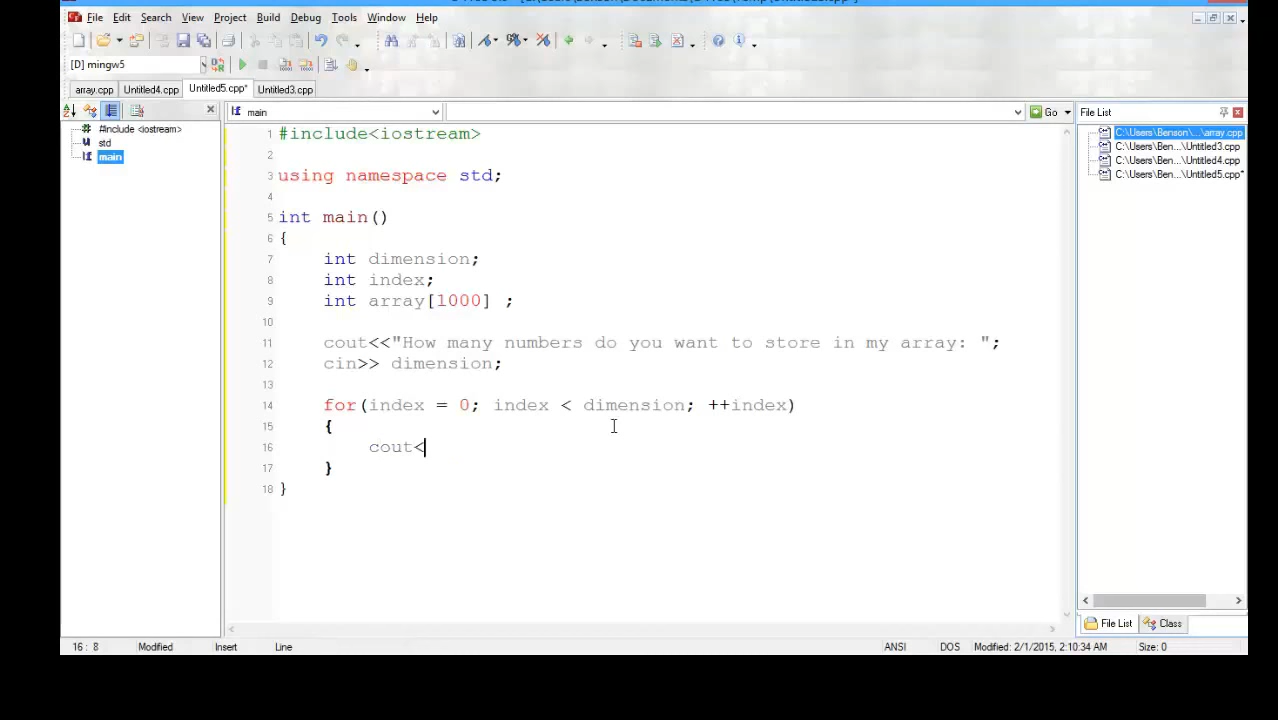 File Edit Search View Project Build Debug Tools Window Help
[D] mingw5
array.cpp Untitled4.cpp Untitled5.cpp* Untitled3.cpp
main
Go
File List
#include <iostream>
std
main
1 #include<iostream>
2
3 using namespace std;
4
5 int main()
6 {
7 int dimension;
8 int index;
9 int array[1000] ;
10
11 cout<<"How many numbers do you want to store in my array: ";
12 cin>> dimension;
13
14 for(index = 0; index < dimension; ++index)
15 {
16 cout<
17 }
18 }
C:\Users\Benson\...\array.cpp
C:\Users\Ben...\Untitled3.cpp
C:\Users\Ben...\Untitled4.cpp
C:\Users\Ben...\Untitled5.cpp*
File List Class
16 : 8 Modified Insert Line ANSI DOS Modified: 2/1/2015, 2:10:34 AM Size: 0